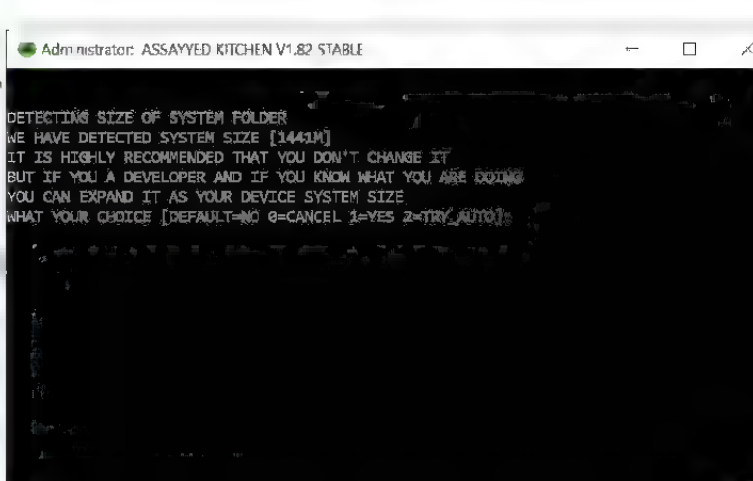 Administrator: ASSAYYED KITCHEN V1.82 STABLE
DETECTING SIZE OF SYSTEM FOLDER
WE HAVE DETECTED SYSTEM SIZE [1441M]
IT IS HIGHLY RECOMMENDED THAT YOU DON'T CHANGE IT
BUT IF YOU A DEVELOPER AND IF YOU KNOW WHAT YOU ARE DOING
YOU CAN EXPAND IT AS YOUR DEVICE SYSTEM SIZE
WHAT YOUR CHOICE [DEFAULT=NO 0=CANCEL 1=YES 2=TRY_AUTO]: